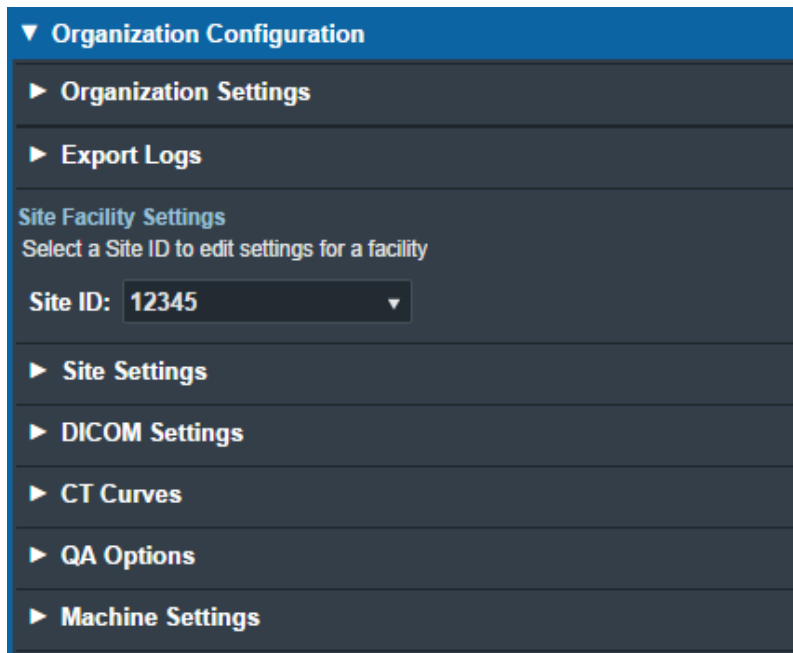 Organization Configuration
Organization Settings
Export Logs
Site Facility Settings
Select a Site ID to edit settings for a facility
Site ID: 12345
Site Settings
DICOM Settings
CT Curves
QA Options
Machine Settings